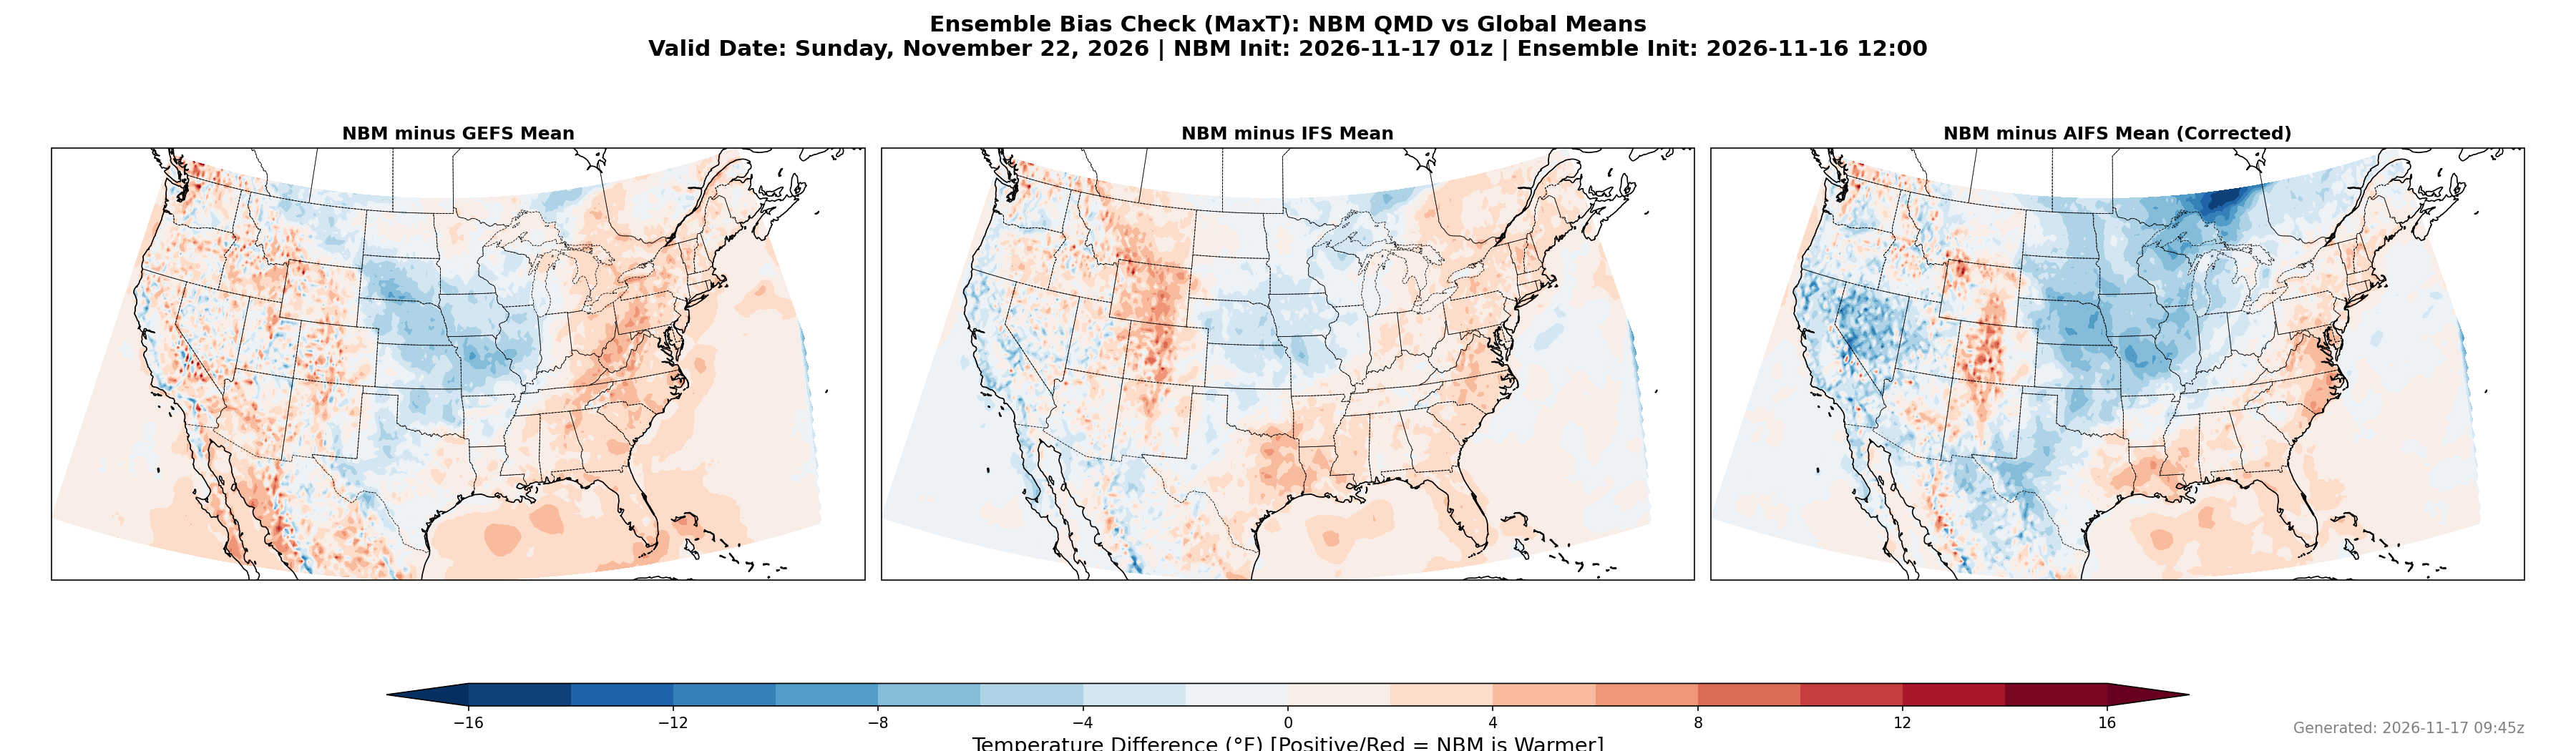 Ensemble Bias Check (MaxT): NBM QMD vs Global Means
Valid Date: Sunday, November 22, 2026 | NBM Init: 2026-11-17 01z | Ensemble Init: 2026-11-16 12:00
NBM minus GEFS Mean
NBM minus IFS Mean
NBM minus AIFS Mean (Corrected)
−16 −12 −8 −4 0 4 8 12 16
Generated: 2026-11-17 09:45z
Temperature Difference (°F) [Positive/Red = NBM is Warmer]